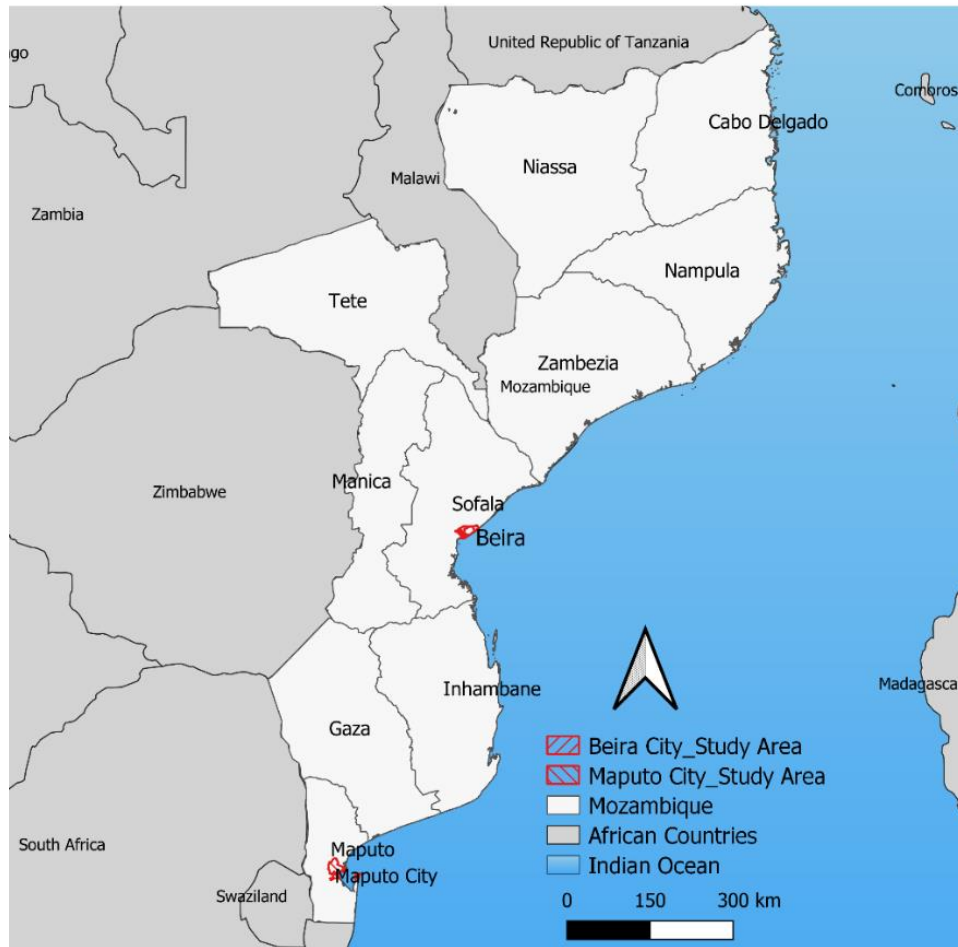 United Republic of Tanzania
ago
Comoros
Cabo Delgado
Niassa
Malawi
Zambia
Nampula
Tete
Zambezia
Mozambique
Manica
Zimbabwe
Sofala
Beira
Inhambane
Madagasca
Gaza
Beira City_Study Area
Maputo City_Study Area
Mozambique
African Countries
Indian Ocean
South Africa
Maputo
Maputo City
Swaziland
0 150 300 km